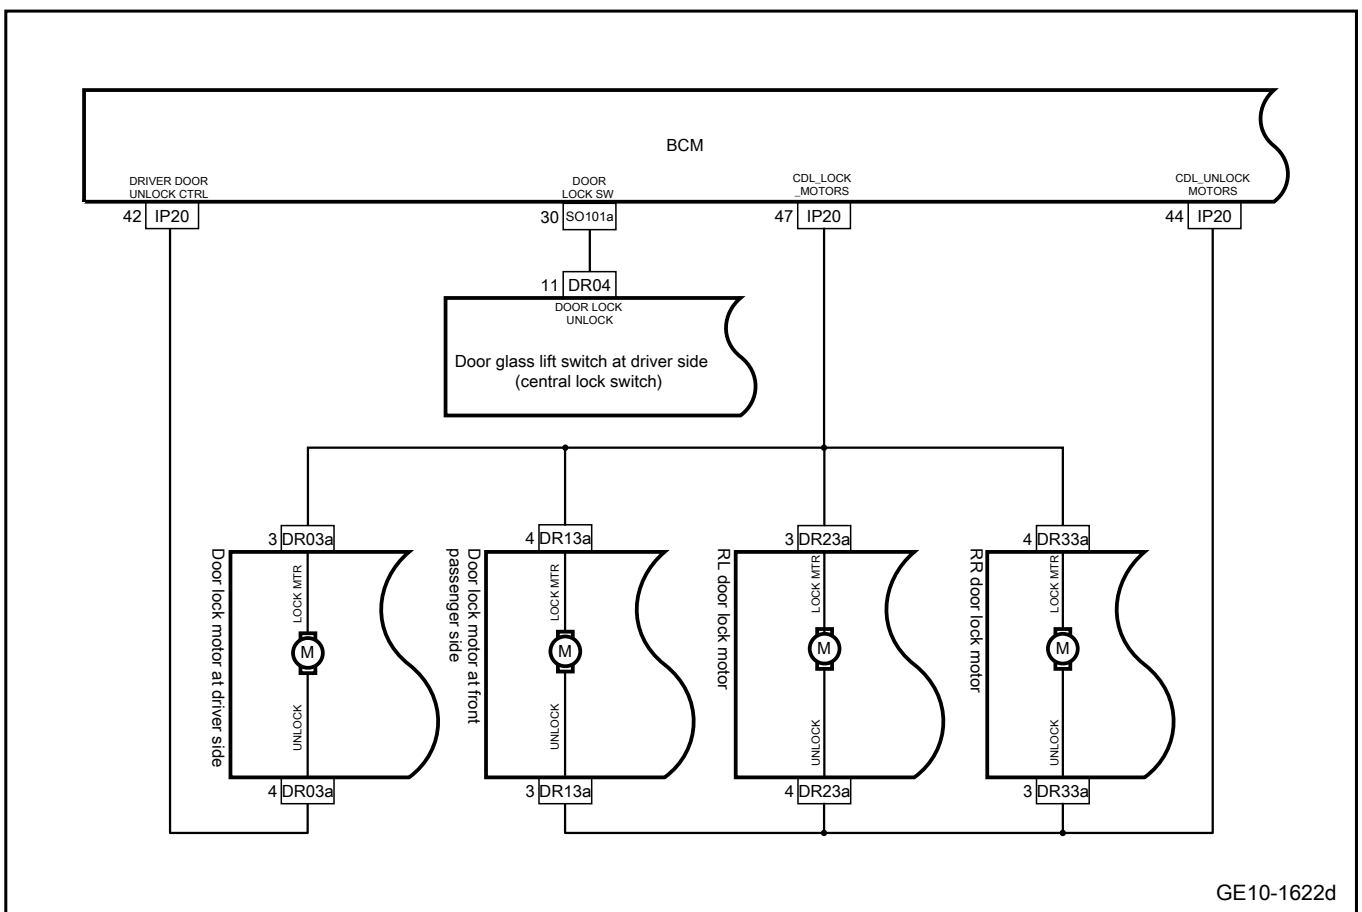 BCM
DRIVER DOOR
UNLOCK CTRL
DOOR
LOCK SW
CDL_LOCK
_MOTORS
CDL_UNLOCK
MOTORS
42 IP20
30 SO101a
47 IP20
44 IP20
11 DR04
DOOR LOCK
UNLOCK
Door glass lift switch at driver side
(central lock switch)
3 DR03a
4 DR13a
3 DR23a
4 DR33a
Door lock motor at driver side
LOCK MTR
M
UNLOCK
Door lock motor at front
passenger side
LOCK MTR
M
UNLOCK
RL door lock motor
LOCK MTR
M
UNLOCK
RR door lock motor
LOCK MTR
M
UNLOCK
4 DR03a
3 DR13a
4 DR23a
3 DR33a
GE10-1622d